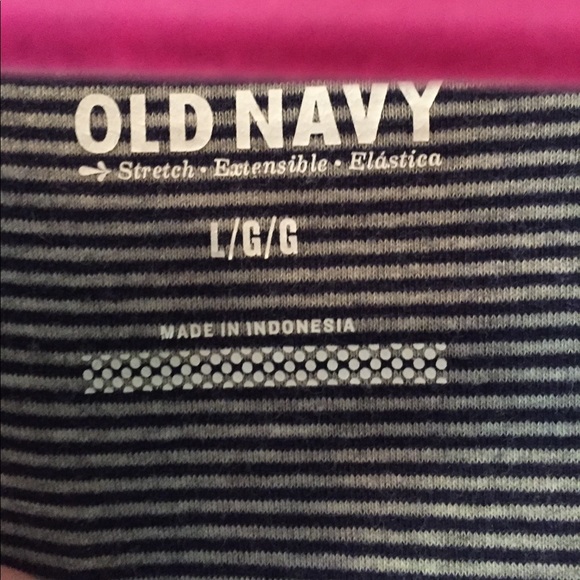 OLD NAVY
Stretch · Extensible · Elástica
L/G/G
MADE IN INDONESIA